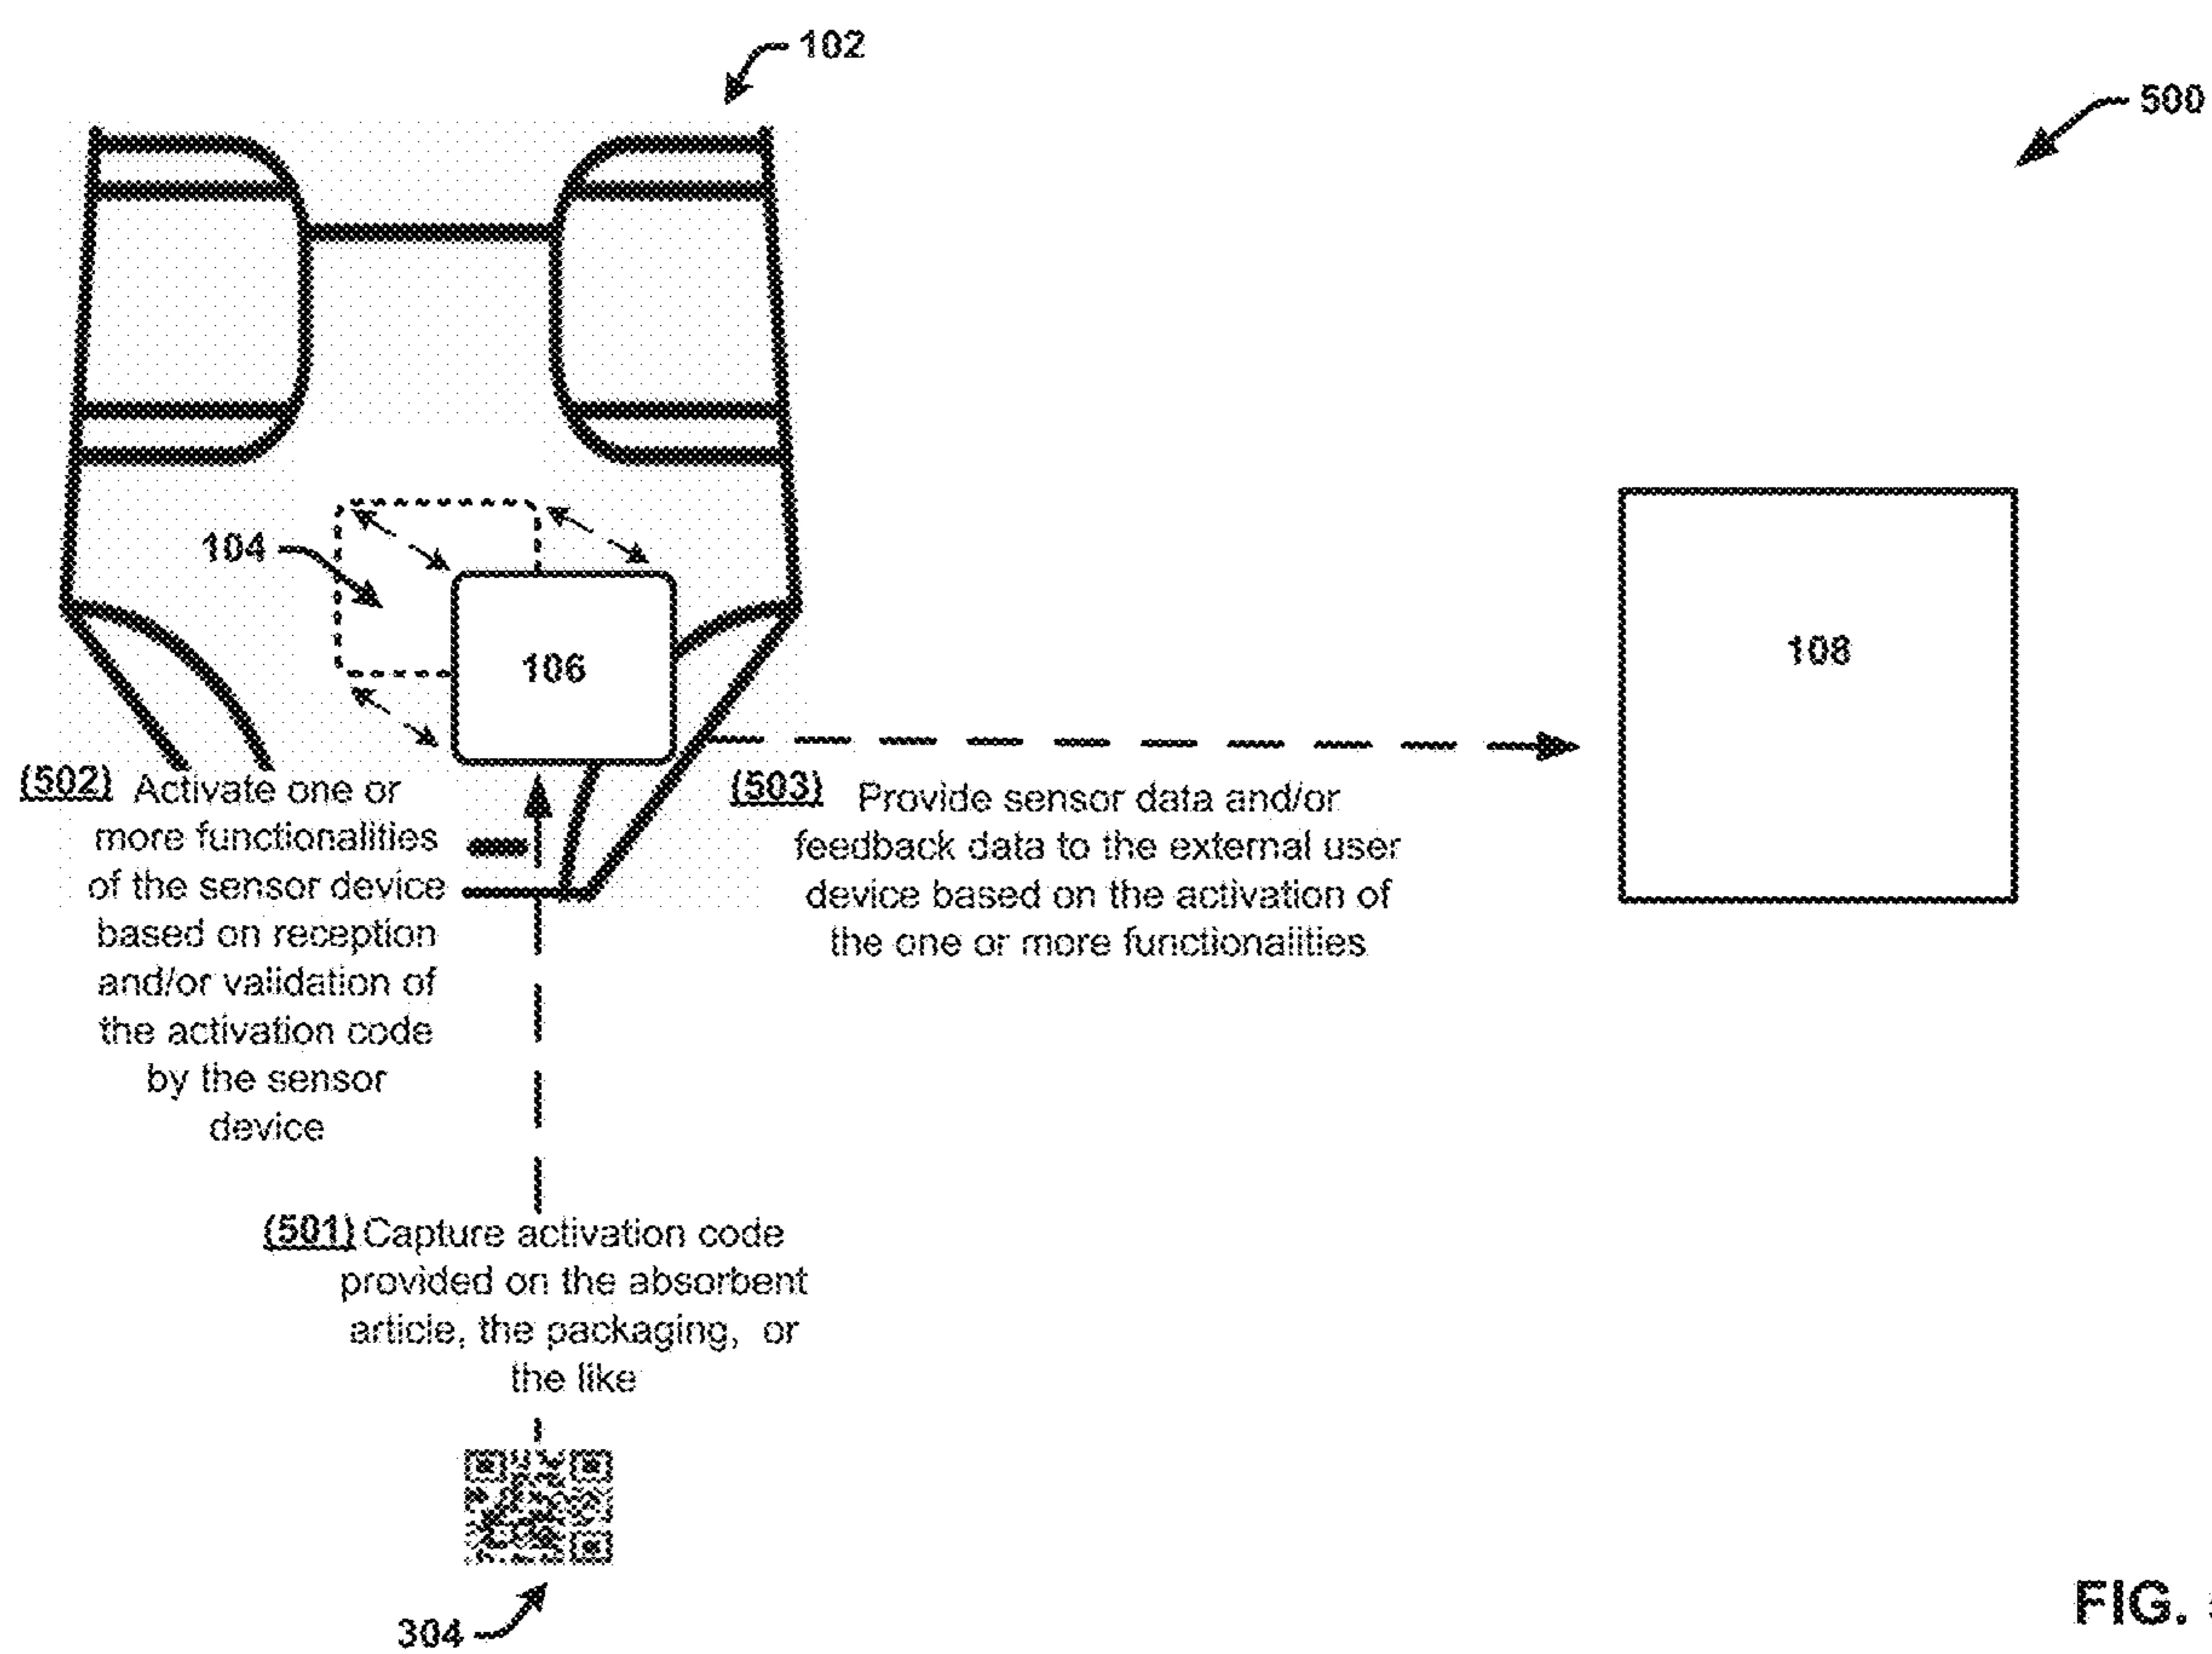 102
500
104
106
108
(502) Activate one or
more functionalities
of the sensor device
based on reception
and/or validation of
the activation code
by the sensor
device
(503) Provide sensor data and/or
feedback data to the external user
device based on the activation of
the one or more functionalities
(501) Capture activation code
provided on the absorbent
article, the packaging, or
the like
304
FIG.